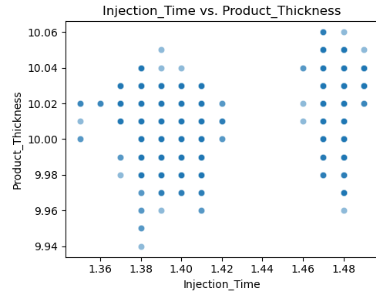 Injection_Time vs. Product_Thickness
10.06
10.04
10.02
10.00
9.98
9.96
9.94
Product_Thickness
1.36 1.38 1.40 1.42 1.44 1.46 1.48
Injection_Time